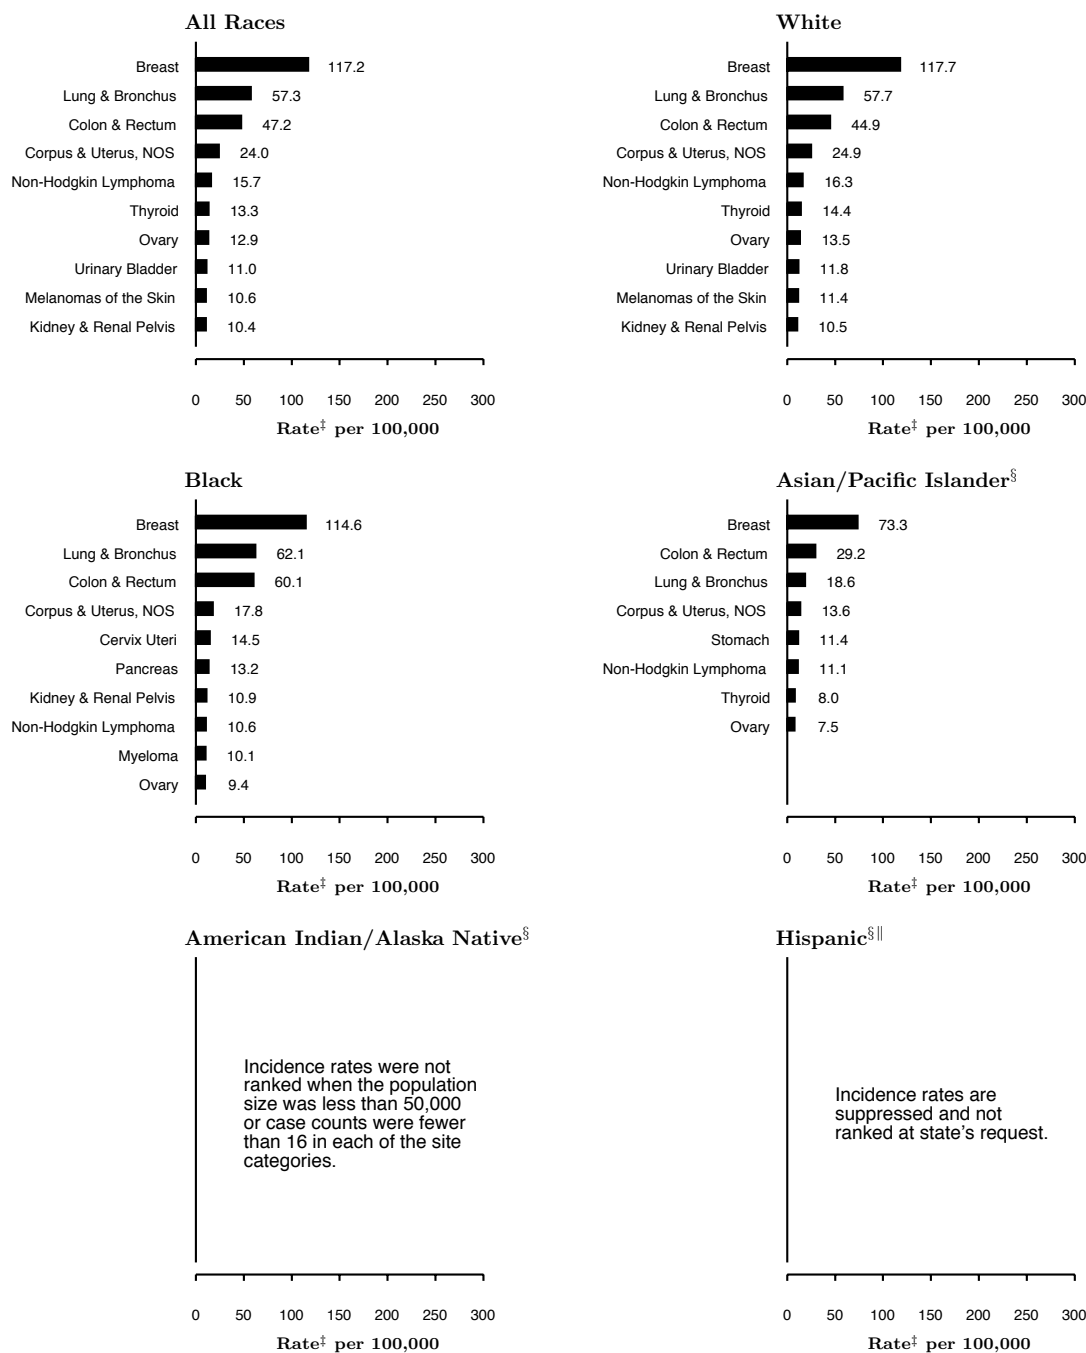 All Races
Breast 117.2
Lung & Bronchus 57.3
Colon & Rectum 47.2
Corpus & Uterus, NOS 24.0
Non-Hodgkin Lymphoma 15.7
Thyroid 13.3
Ovary 12.9
Urinary Bladder 11.0
Melanomas of the Skin 10.6
Kidney & Renal Pelvis 10.4
0 50 100 150 200 250 300
Rate‡ per 100,000
White
Breast 117.7
Lung & Bronchus 57.7
Colon & Rectum 44.9
Corpus & Uterus, NOS 24.9
Non-Hodgkin Lymphoma 16.3
Thyroid 14.4
Ovary 13.5
Urinary Bladder 11.8
Melanomas of the Skin 11.4
Kidney & Renal Pelvis 10.5
0 50 100 150 200 250 300
Rate‡ per 100,000
Black
Breast 114.6
Lung & Bronchus 62.1
Colon & Rectum 60.1
Corpus & Uterus, NOS 17.8
Cervix Uteri 14.5
Pancreas 13.2
Kidney & Renal Pelvis 10.9
Non-Hodgkin Lymphoma 10.6
Myeloma 10.1
Ovary 9.4
0 50 100 150 200 250 300
Rate‡ per 100,000
Asian/Pacific Islander§
Breast 73.3
Colon & Rectum 29.2
Lung & Bronchus 18.6
Corpus & Uterus, NOS 13.6
Stomach 11.4
Non-Hodgkin Lymphoma 11.1
Thyroid 8.0
Ovary 7.5
0 50 100 150 200 250 300
Rate‡ per 100,000
American Indian/Alaska Native§
Incidence rates were not
ranked when the population
size was less than 50,000
or case counts were fewer
than 16 in each of the site
categories.
0 50 100 150 200 250 300
Rate‡ per 100,000
Hispanic§‖
Incidence rates are
suppressed and not
ranked at state's request.
0 50 100 150 200 250 300
Rate‡ per 100,000